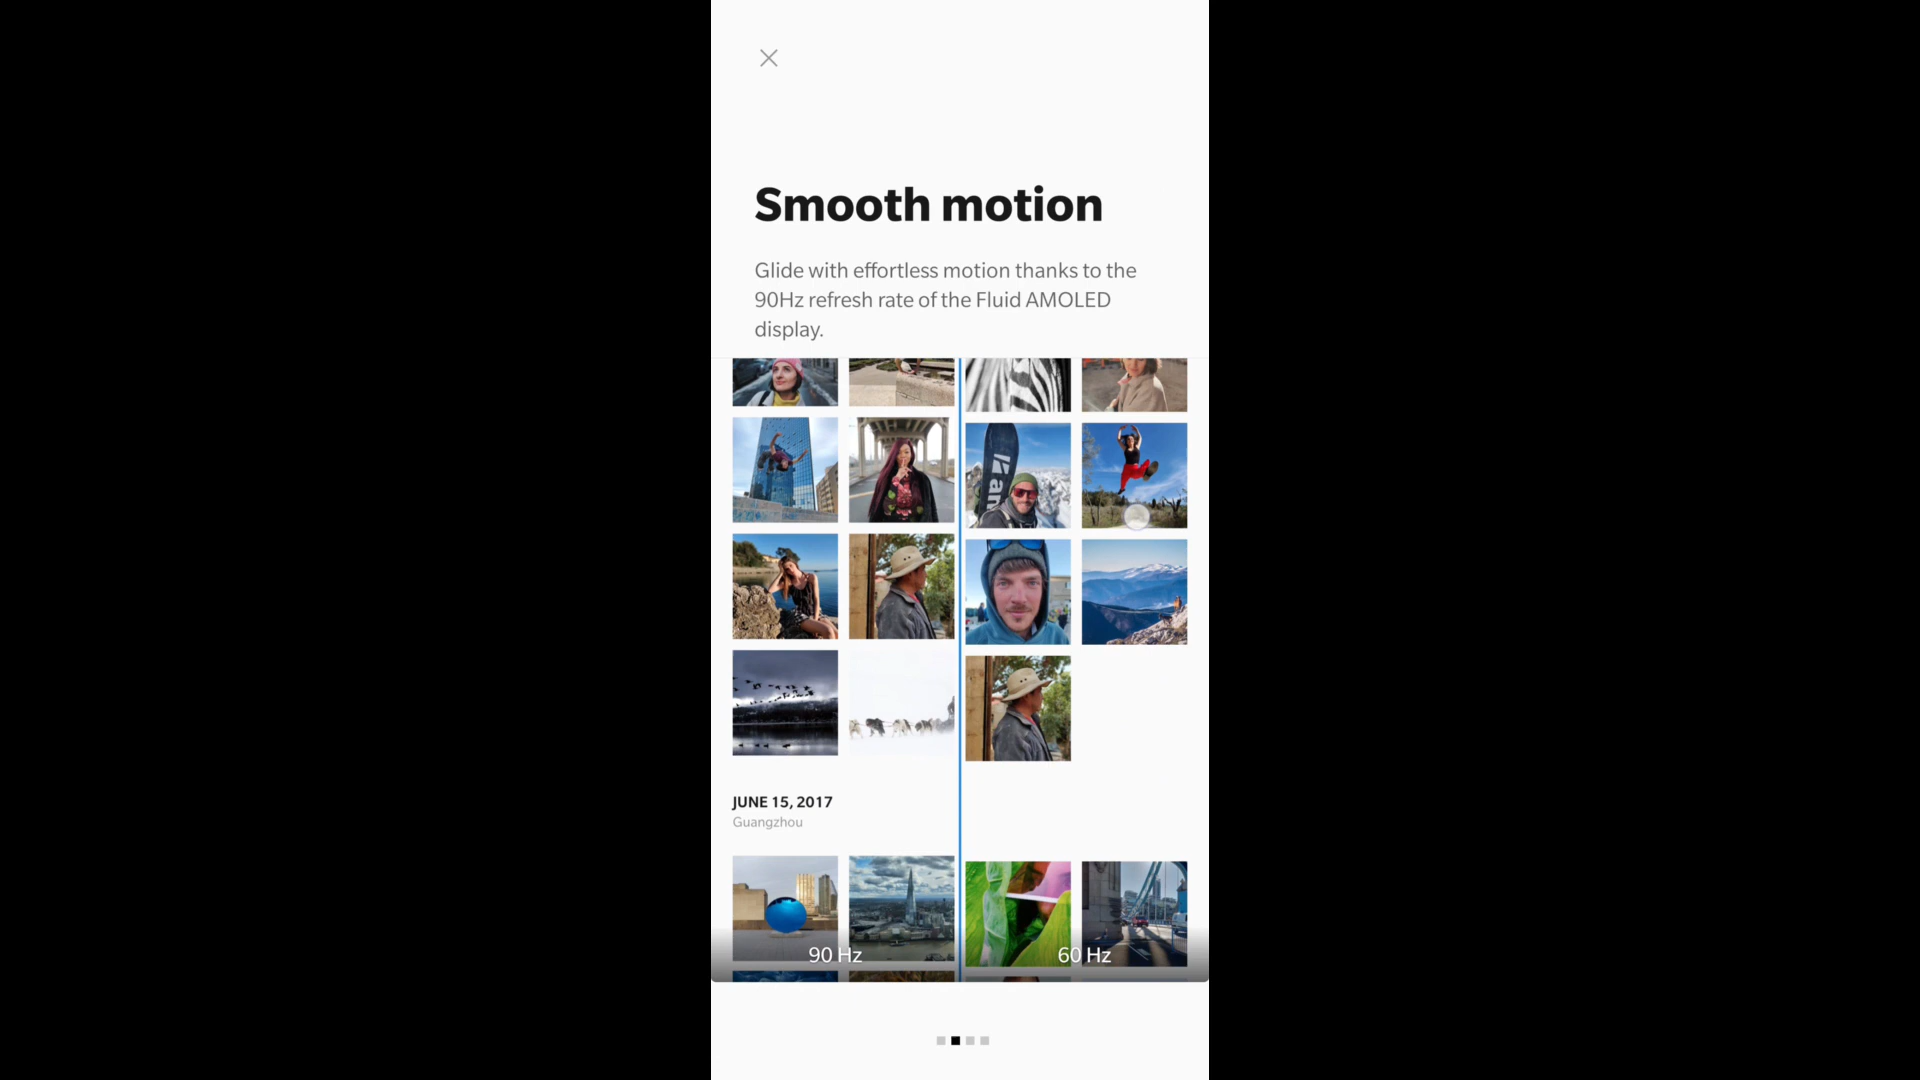 Smooth motion
Glide with effortless motion thanks to the
90Hz refresh rate of the Fluid AMOLED
display.
JUNE 15, 2017
Guangzhou
90 Hz
60 Hz